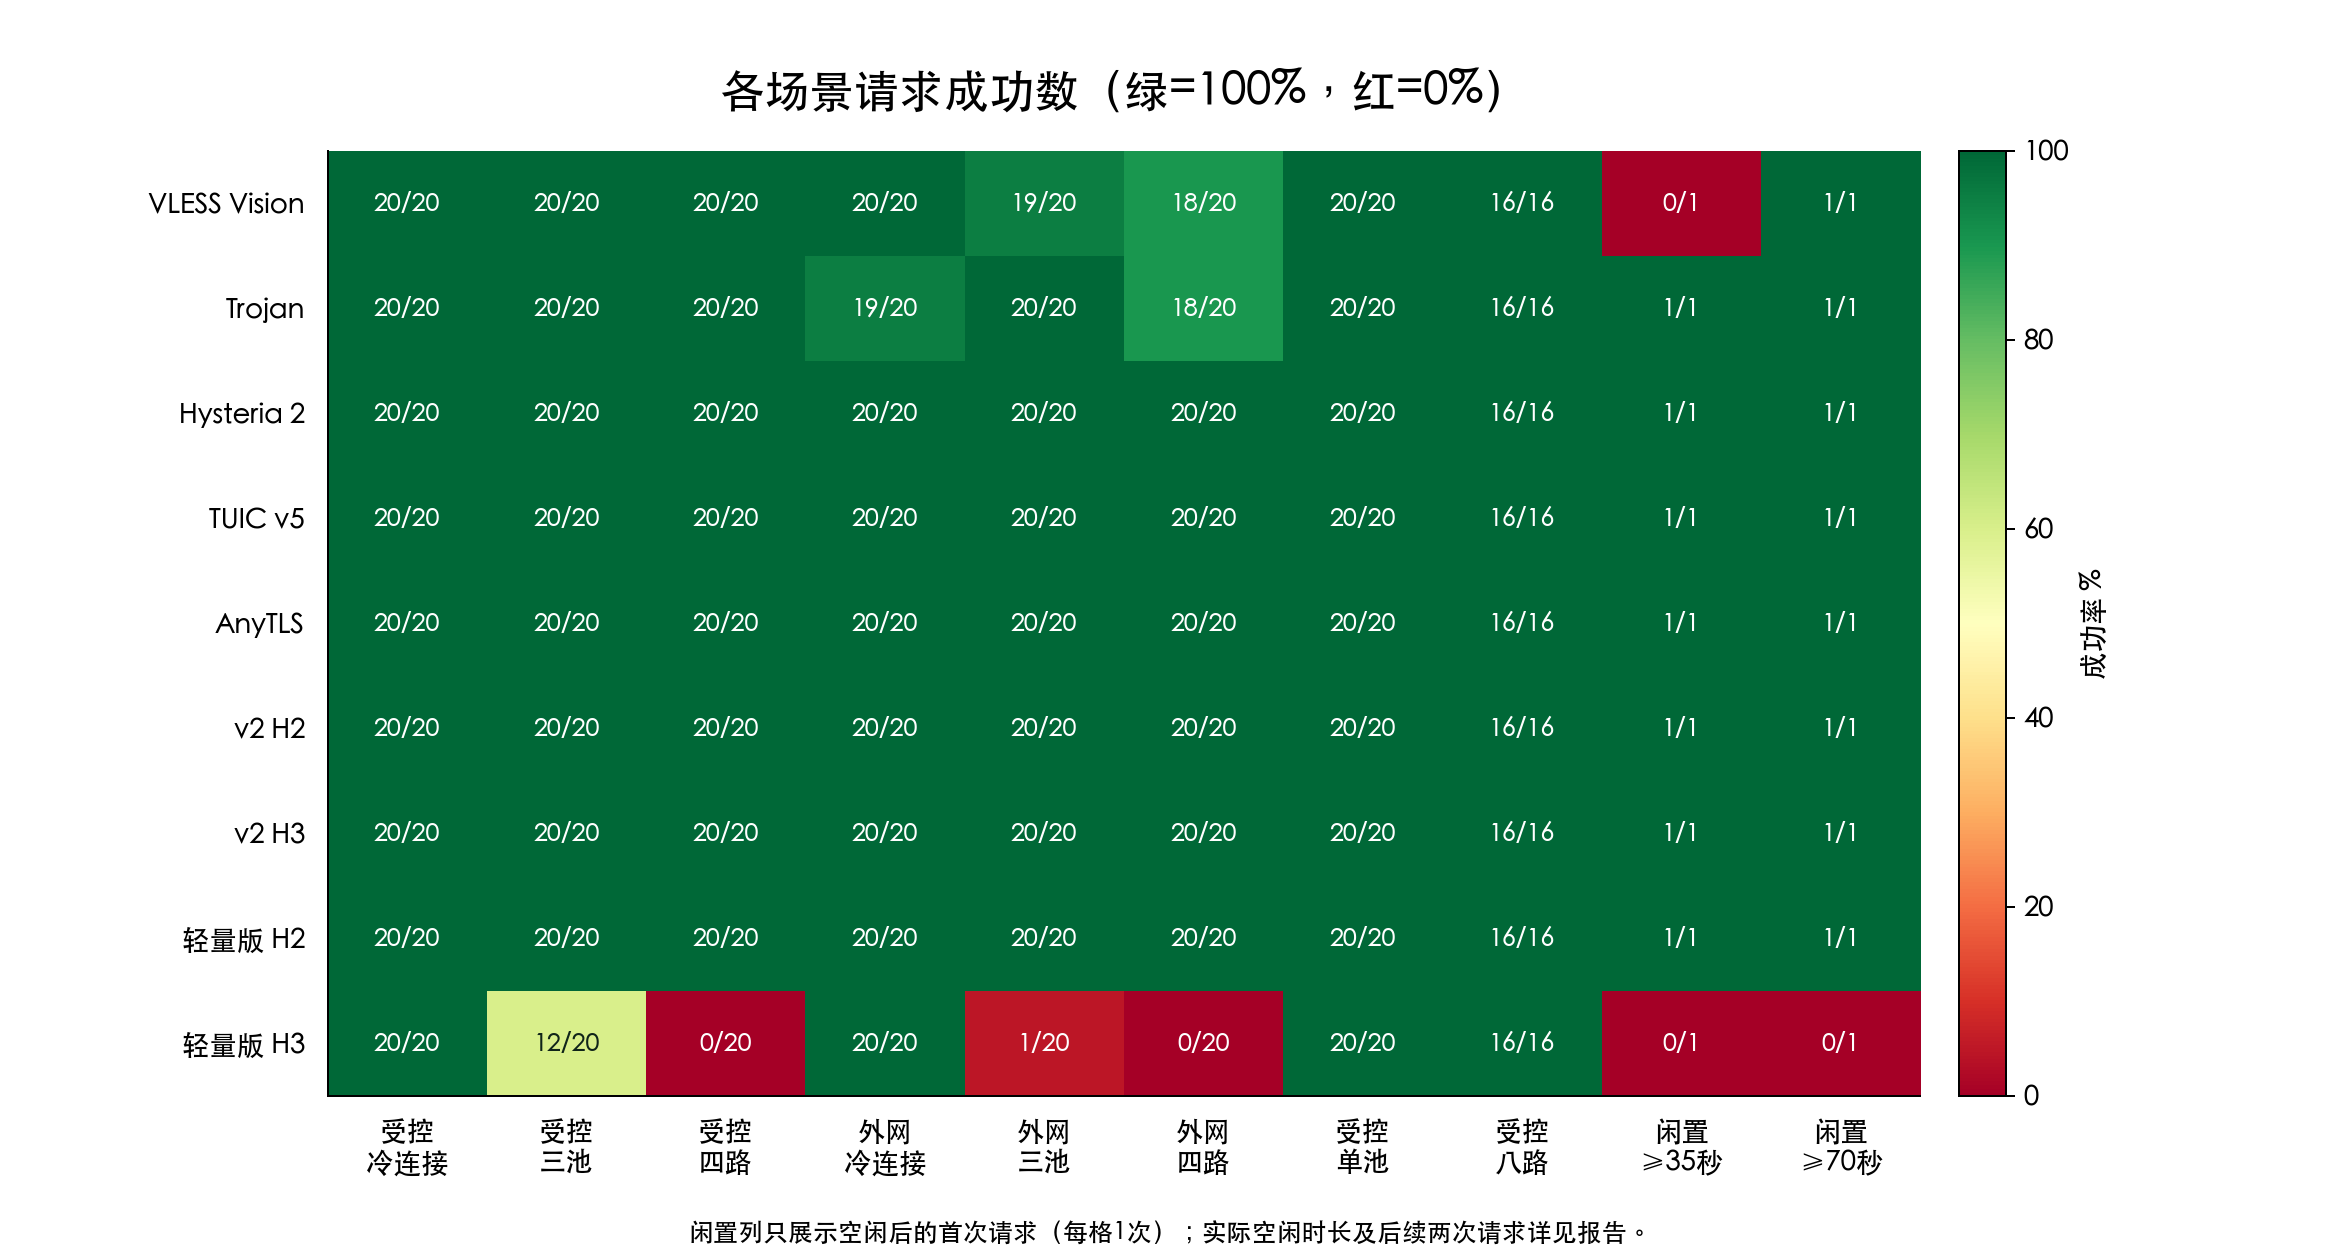 各场景请求成功数（绿=100%，红=0%）
VLESS Vision 20/20 20/20 20/20 20/20 19/20 18/20 20/20 16/16 0/1 1/1
Trojan 20/20 20/20 20/20 19/20 20/20 18/20 20/20 16/16 1/1 1/1
Hysteria 2 20/20 20/20 20/20 20/20 20/20 20/20 20/20 16/16 1/1 1/1
TUIC v5 20/20 20/20 20/20 20/20 20/20 20/20 20/20 16/16 1/1 1/1
AnyTLS 20/20 20/20 20/20 20/20 20/20 20/20 20/20 16/16 1/1 1/1
v2 H2 20/20 20/20 20/20 20/20 20/20 20/20 20/20 16/16 1/1 1/1
v2 H3 20/20 20/20 20/20 20/20 20/20 20/20 20/20 16/16 1/1 1/1
轻量版 H2 20/20 20/20 20/20 20/20 20/20 20/20 20/20 16/16 1/1 1/1
轻量版 H3 20/20 12/20 0/20 20/20 1/20 0/20 20/20 16/16 0/1 0/1
受控 受控 受控 外网 外网 外网 受控 受控 闲置 闲置
冷连接 三池 四路 冷连接 三池 四路 单池 八路 ≥35秒 ≥70秒
100
80
60
40
20
0
成功率 %
闲置列只展示空闲后的首次请求（每格1次）；实际空闲时长及后续两次请求详见报告。